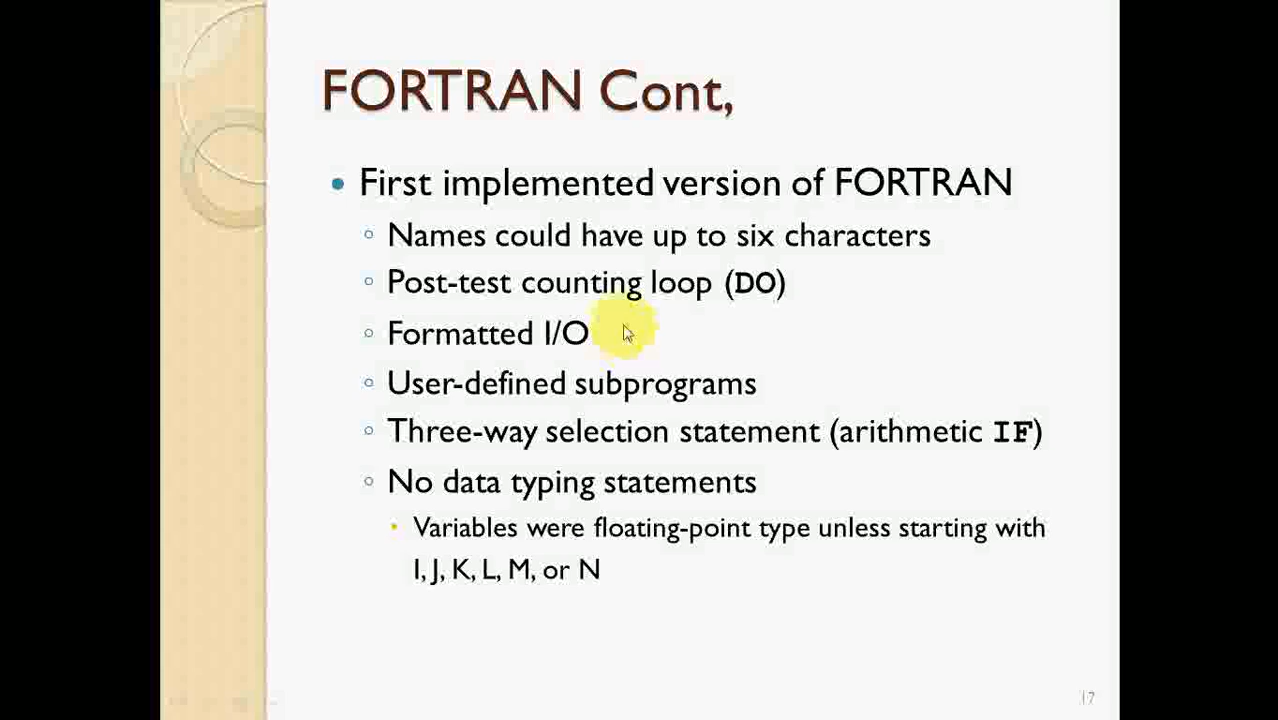 FORTRAN Cont,
• First implemented version of FORTRAN
◦ Names could have up to six characters
◦ Post-test counting loop (DO)
◦ Formatted I/O
◦ User-defined subprograms
◦ Three-way selection statement (arithmetic IF)
◦ No data typing statements
• Variables were floating-point type unless starting with
I, J, K, L, M, or N
17